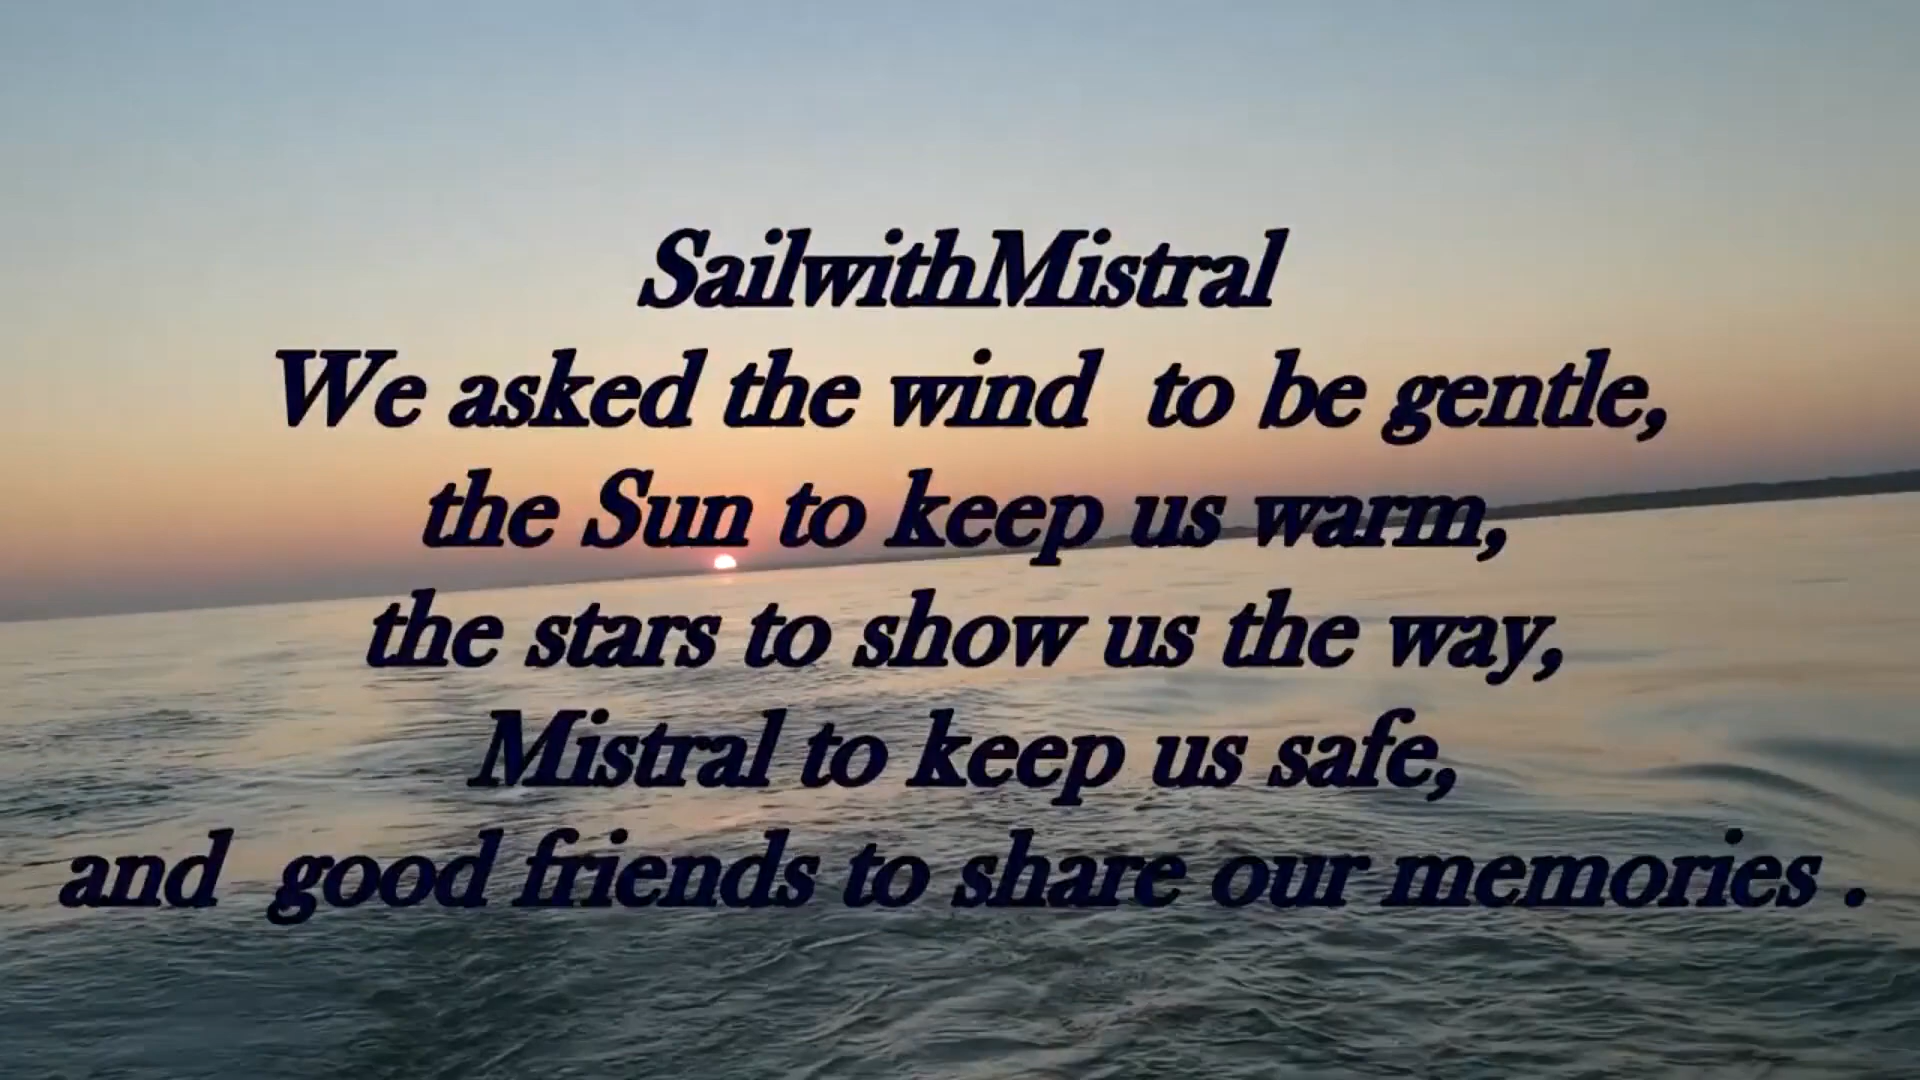 SailwithMistral
We asked the wind to be gentle,
the Sun to keep us warm,
the stars to show us the way,
Mistral to keep us safe,
and good friends to share our memories .